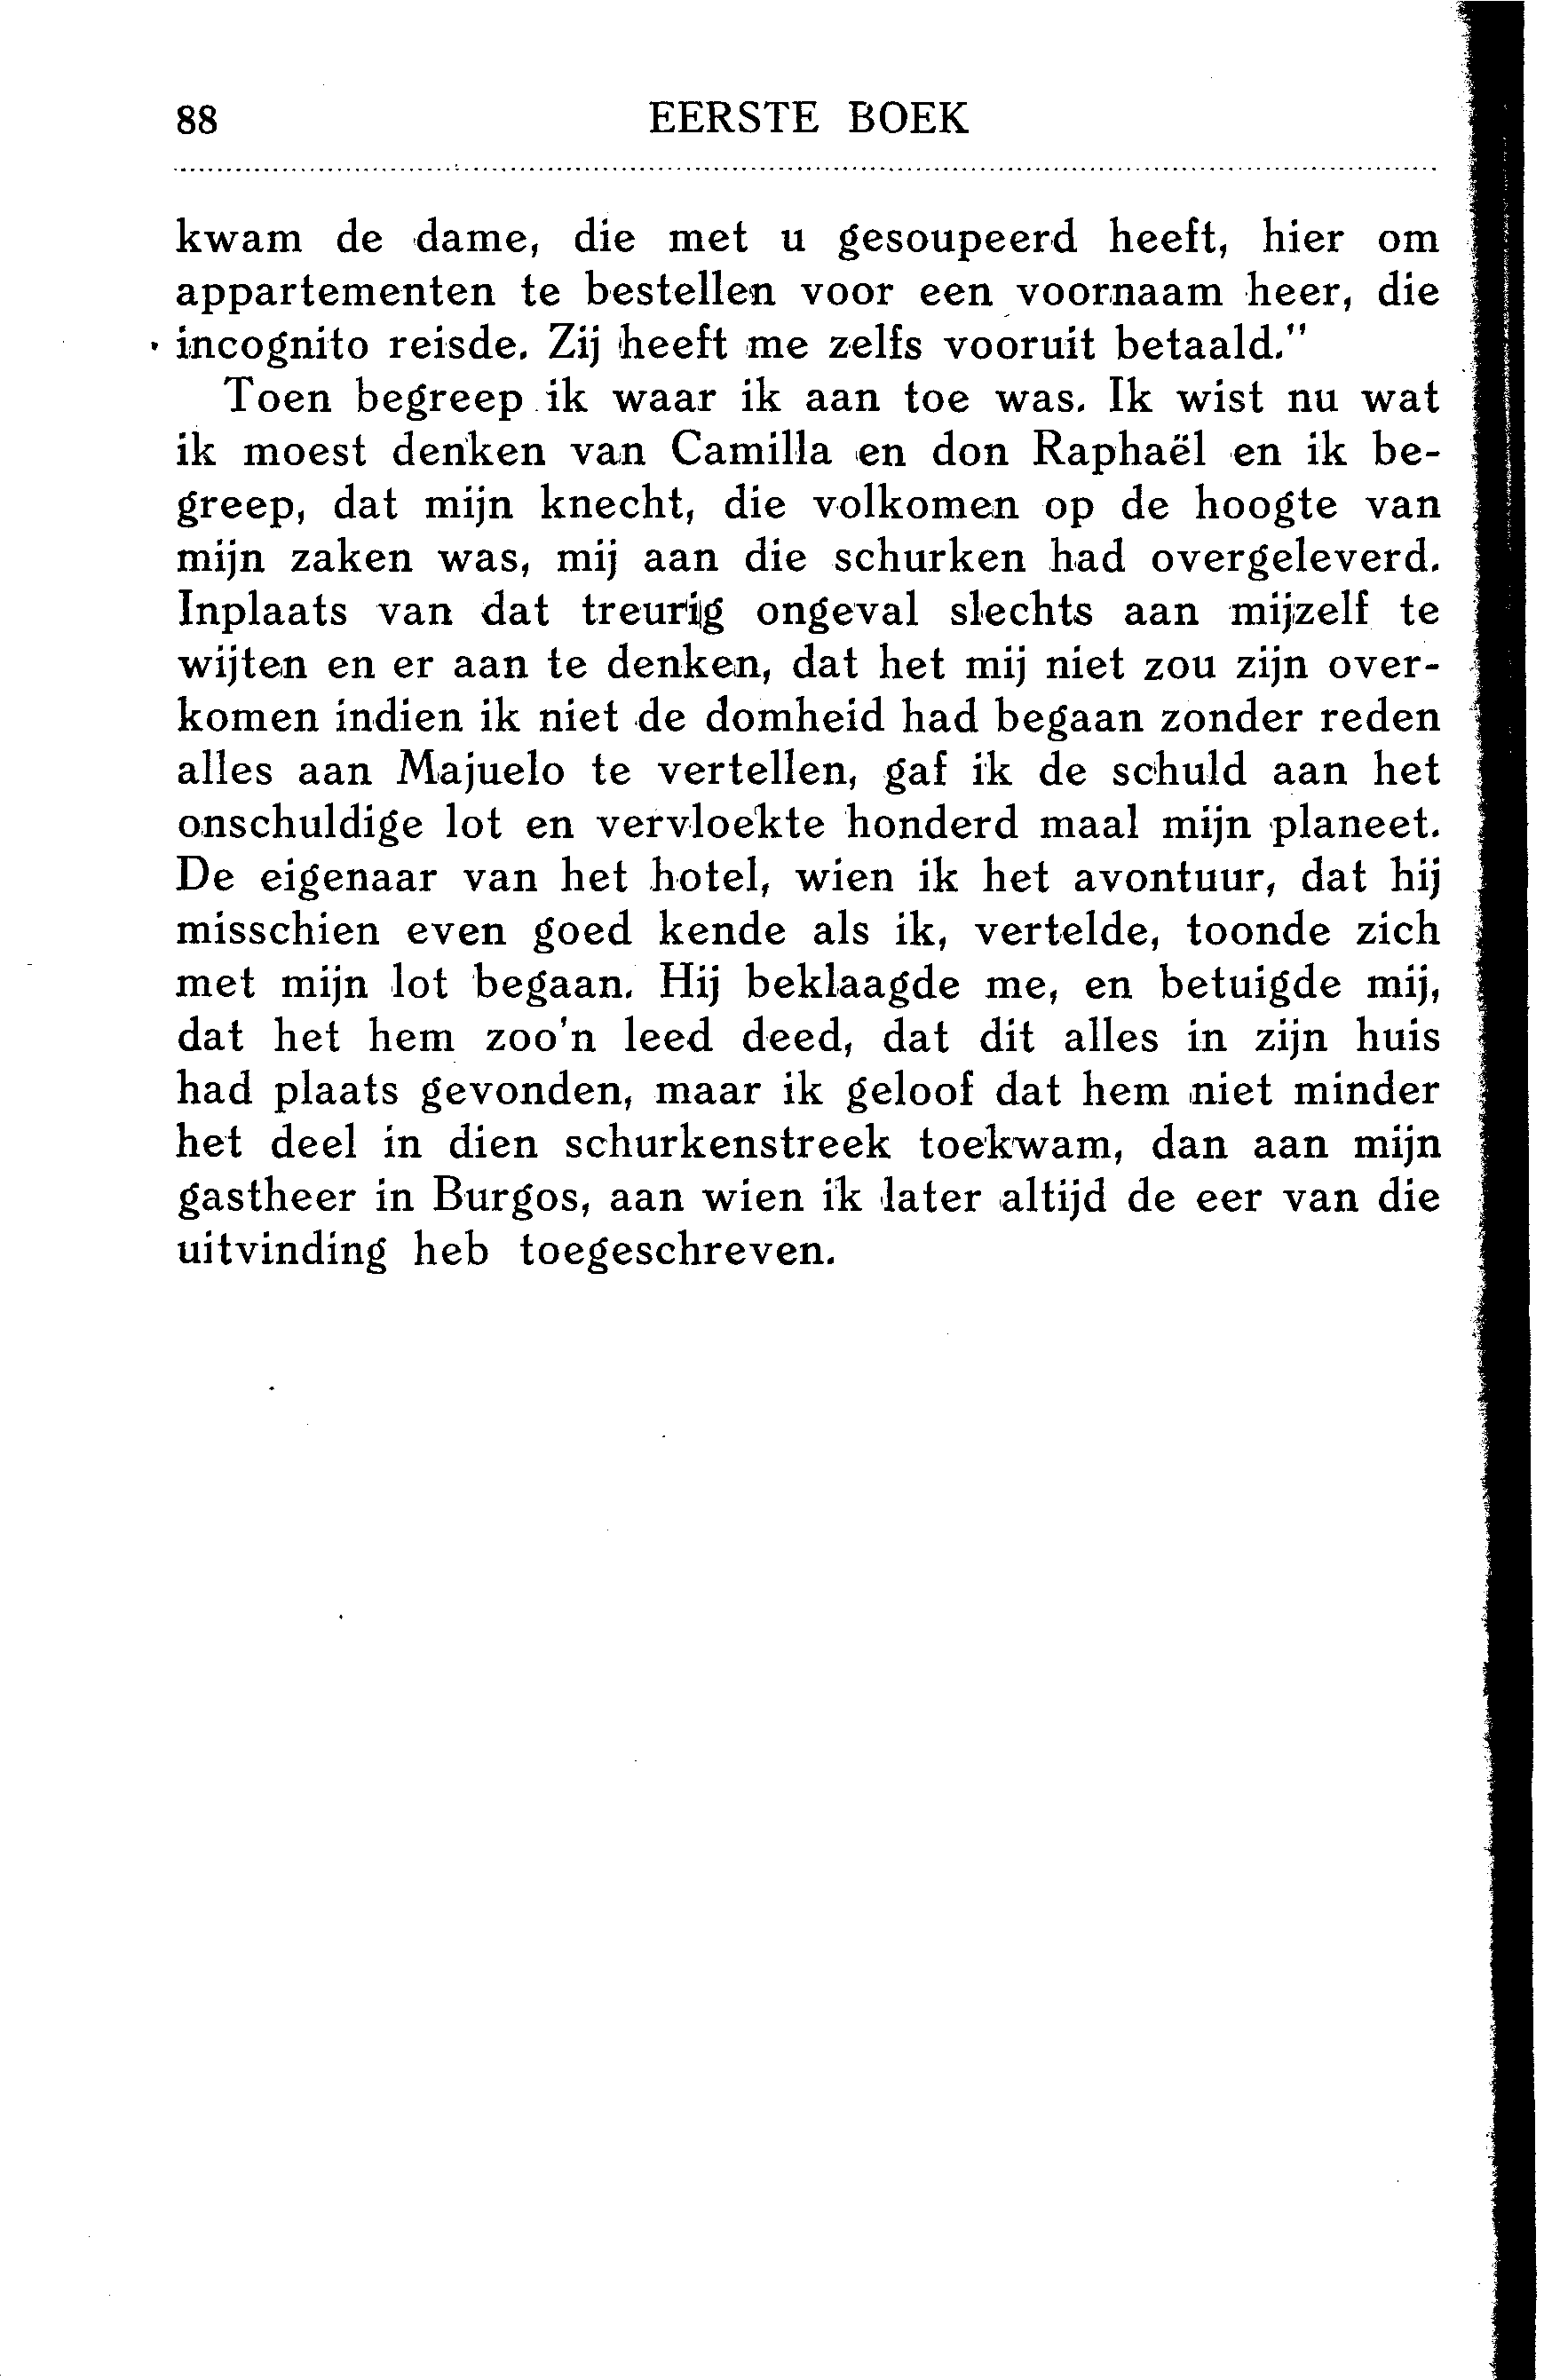 88 EERSTE BOEK
kwam de dame, die met u gesoupeerd heeft, hier om
appartementen te bestellen voor een voornaam heer, die
incognito reisde. Zij heeft me zelfs vooruit betaald."
Toen begreep ik waar ik aan toe was. Ik wist nu wat
ik moest denken van Camilla en don Raphaël en ik be-
greep, dat mijn knecht, die volkomen op de hoogte van
mijn zaken was, mij aan die schurken had overgeleverd.
Inplaats van dat treurig ongeval slechts aan mijzelf te
wijten en er aan te denken, dat het mij niet zou zijn over-
komen indien ik niet de domheid had begaan zonder reden
alles aan Majuelo te vertellen, gaf ik de schuld aan het
onschuldige lot en vervloekte honderd maal mijn planeet.
De eigenaar van het hotel, wien ik het avontuur, dat hij
misschien even goed kende als ik, vertelde, toonde zich
met mijn lot begaan. Hij beklaagde me, en betuigde mij,
dat het hem zoo'n leed deed, dat dit alles in zijn huis
had plaats gevonden, maar ik geloof dat hem niet minder
het deel in dien schurkenstreek toekwam, dan aan mijn
gastheer in Burgos, aan wien ik later altijd de eer van die
uitvinding heb toegeschreven.